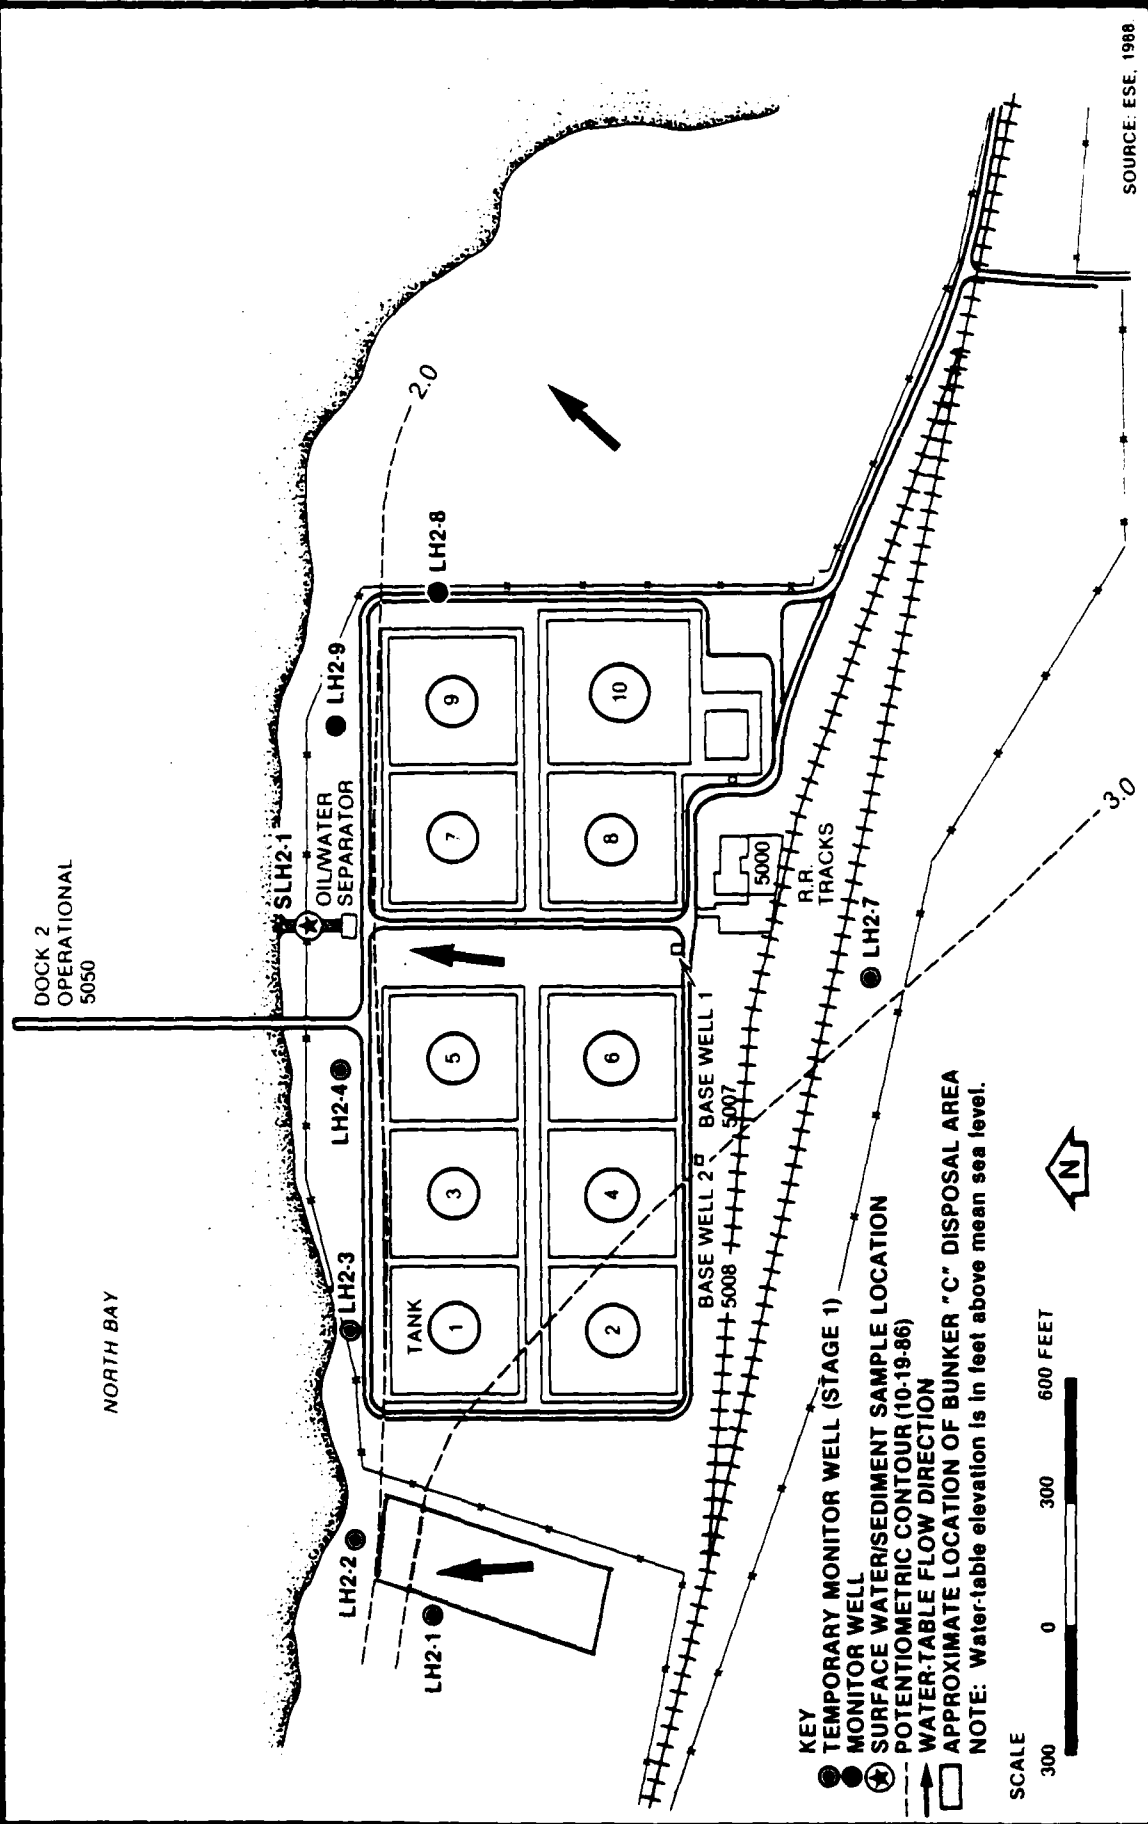 NORTH BAY
DOCK 2
OPERATIONAL
5050
SLH2-1
OIL/WATER
SEPARATOR
LH2-2
LH2-1
LH2-3
LH2-4
LH2-9
LH2-8
2.0
TANK
1
3
5
7
9
2
4
6
8
10
BASE WELL 2
5008
BASE WELL 1
5007
5000
R.R.
TRACKS
LH2-7
3.0
KEY
TEMPORARY MONITOR WELL (STAGE 1)
MONITOR WELL
SURFACE WATER/SEDIMENT SAMPLE LOCATION
POTENTIOMETRIC CONTOUR (10-19-86)
WATER-TABLE FLOW DIRECTION
APPROXIMATE LOCATION OF BUNKER "C" DISPOSAL AREA
NOTE: Water-table elevation is in feet above mean sea level.
SCALE
300 0 300 600 FEET
N
SOURCE: ESE, 1988.